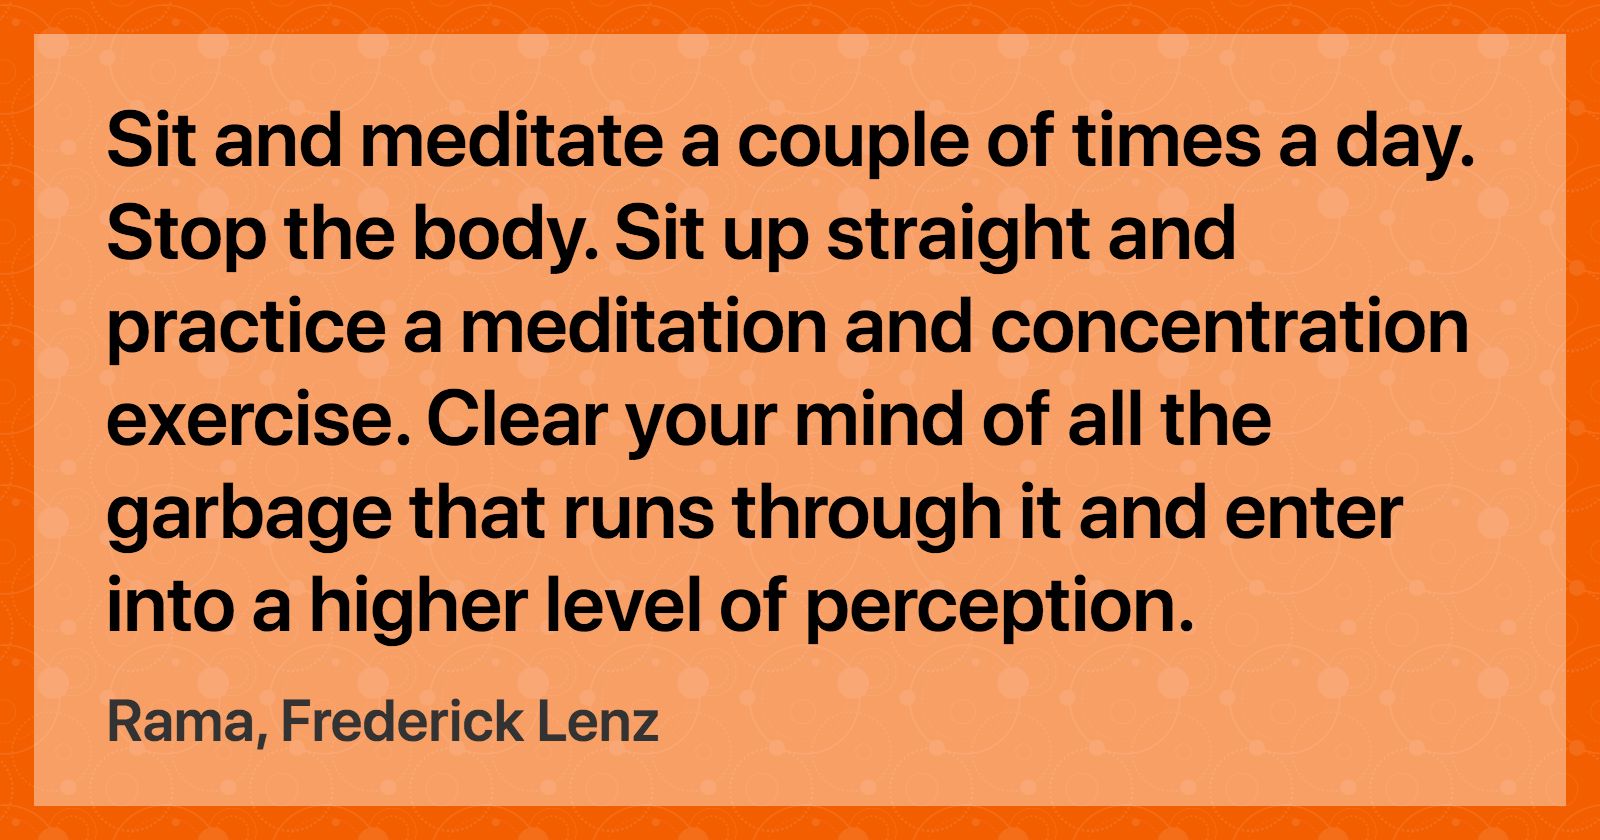 Sit and meditate a couple of times a day.
Stop the body. Sit up straight and
practice a meditation and concentration
exercise. Clear your mind of all the
garbage that runs through it and enter
into a higher level of perception.
Rama, Frederick Lenz